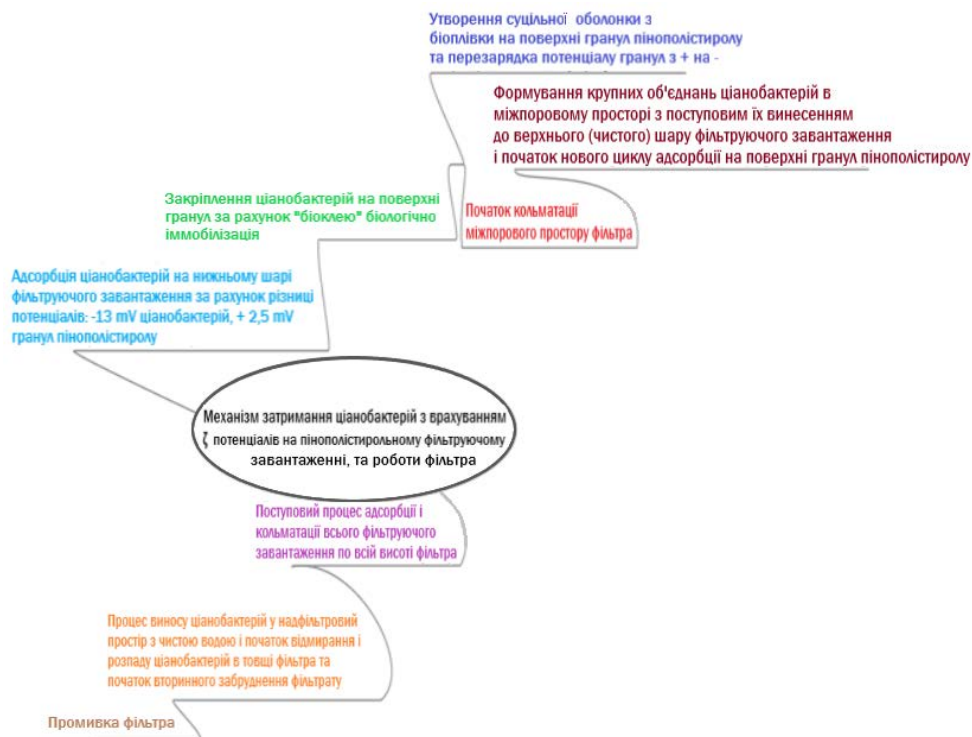 Утворення суцільної оболонки з
біоплівки на поверхні гранул пінополістиролу
та перезарядка потенціалу гранул з + на -
Формування крупних об'єднань ціанобактерій в
міжпоровому просторі з поступовим їх винесенням
до верхнього (чистого) шару фільтруючого завантаження
і початок нового циклу адсорбції на поверхні гранул пінополістиролу
Закріплення ціанобактерій на поверхні
гранул за рахунок "біоклею" біологічно
іммобілізація
Початок кольматації
міжпорового простору фільтра
Адсорбція ціанобактерій на нижньому шарі
фільтруючого завантаження за рахунок різниці
потенціалів: -13 mV ціанобактерій, + 2,5 mV
гранул пінополістиролу
Механізм затримання ціанобактерій з врахуванням
ζ потенціалів на пінополістирольному фільтруючому
завантаженні, та роботи фільтра
Поступовий процес адсорбції і
кольматації всього фільтруючого
завантаження по всій висоті фільтра
Процес виносу ціанобактерій у надфільтровий
простір з чистою водою і початок відмирання і
розпаду ціанобактерій в товщі фільтра та
початок вторинного забруднення фільтрату
Промивка фільтра